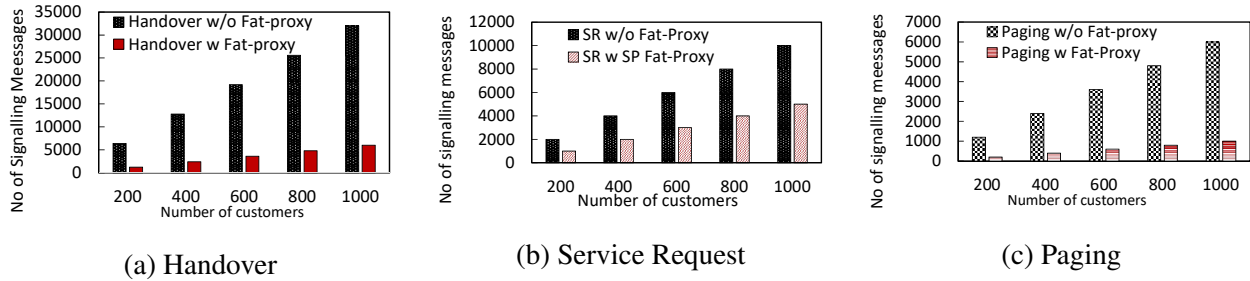 35000
30000
25000
20000
15000
10000
5000
0
No of Signalling Meessages
Handover w/o Fat-proxy
Handover w Fat-proxy
200 400 600 800 1000
Number of customers
(a) Handover
12000
10000
8000
6000
4000
2000
0
No of signalling messages
SR w/o Fat-Proxy
SR w SP Fat-Proxy
200 400 600 800 1000
Number of customers
(b) Service Request
7000
6000
5000
4000
3000
2000
1000
0
No of signalling meessages
Paging w/o Fat-proxy
Paging w Fat-Proxy
200 400 600 800 1000
Number of customers
(c) Paging